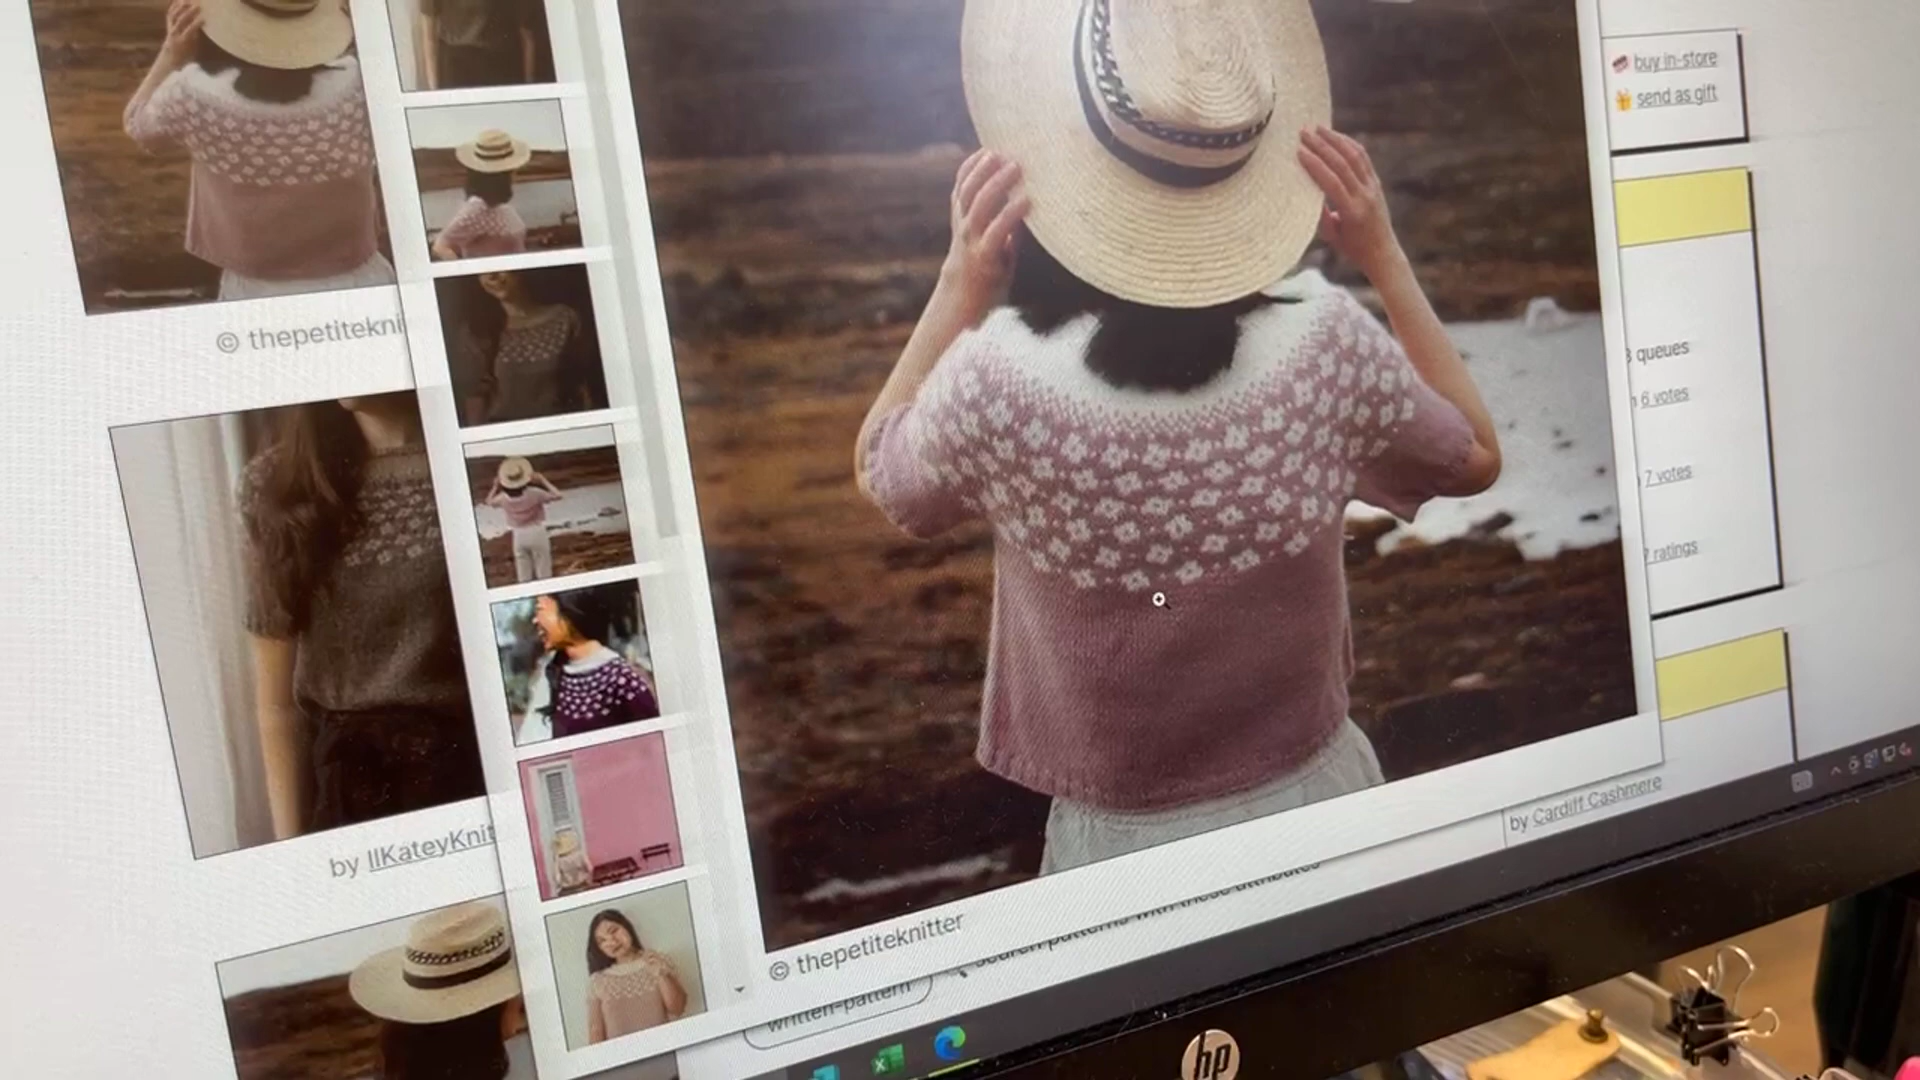 buy in-store
send as gift
© thepetitekni
queues
6 votes
7 votes
ratings
by llKateyKnit
by Cardiff Cashmere
© thepetiteknitter
search patterns with these attributes
written-pattern
hp